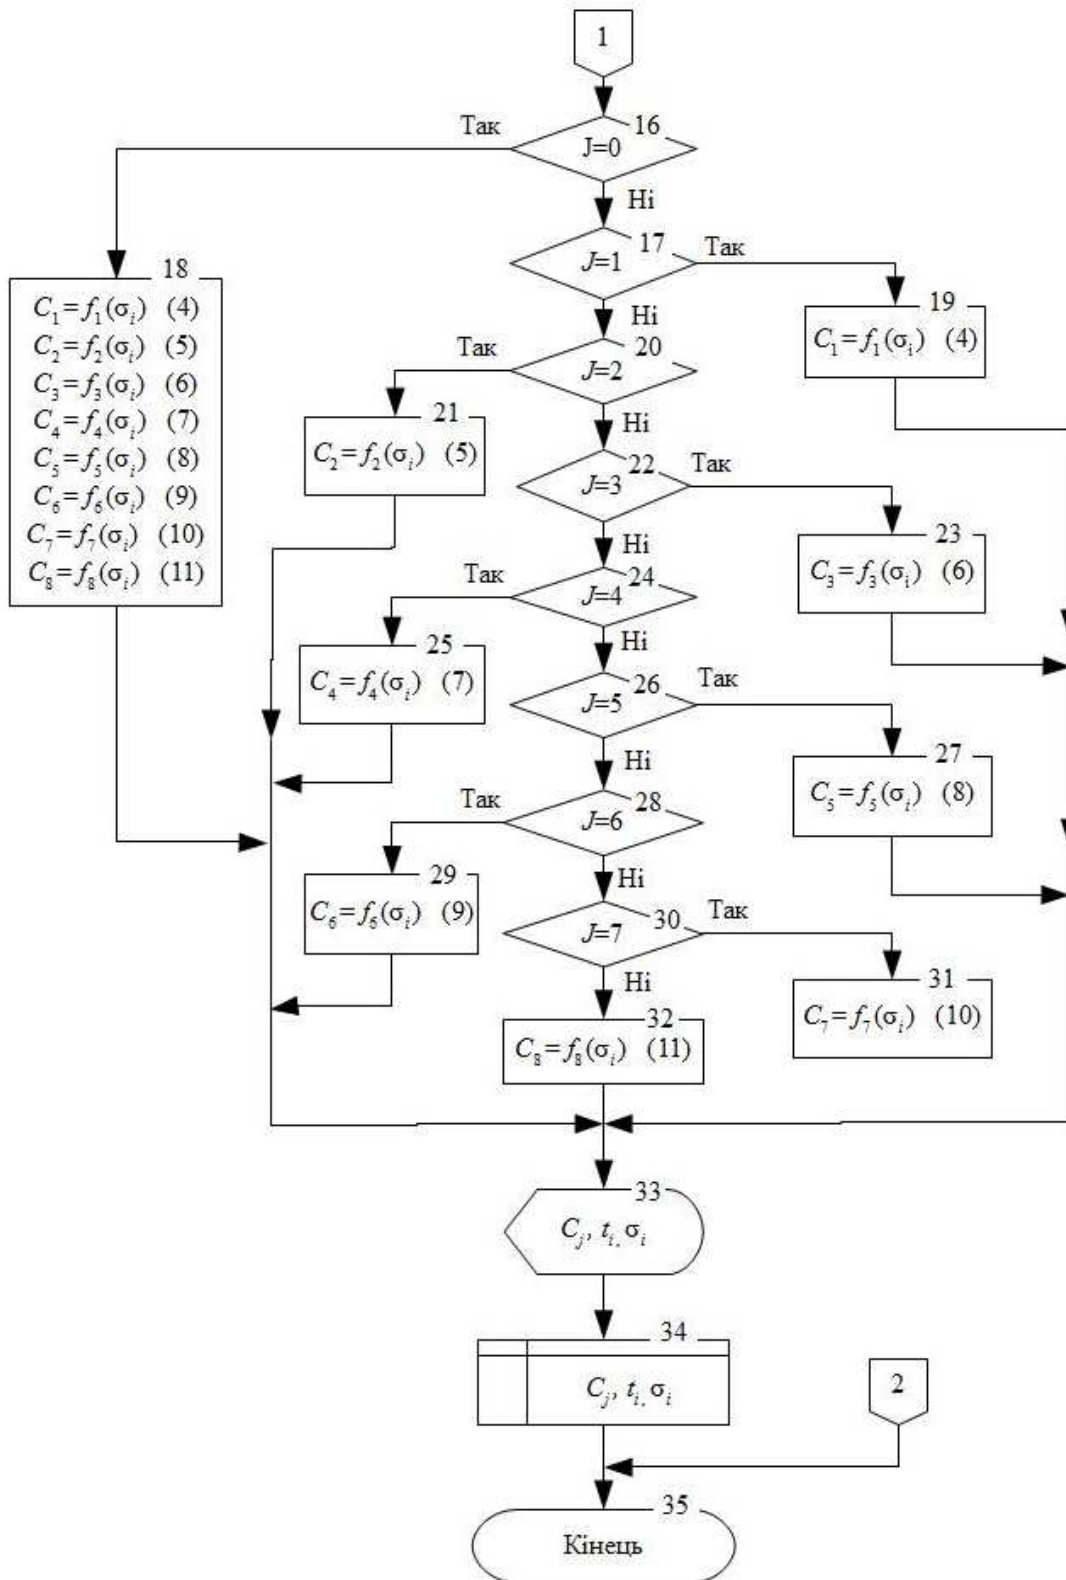 1
16
Так
J=0
Ні
17
Так
J=1
18
C₁=f₁(σᵢ) (4)
C₂=f₂(σᵢ) (5)
C₃=f₃(σᵢ) (6)
C₄=f₄(σᵢ) (7)
C₅=f₅(σᵢ) (8)
C₆=f₆(σᵢ) (9)
C₇=f₇(σᵢ) (10)
C₈=f₈(σᵢ) (11)
19
C₁=f₁(σᵢ) (4)
Ні
20
Так
J=2
21
C₂=f₂(σᵢ) (5)
Ні
22
Так
J=3
23
C₃=f₃(σᵢ) (6)
Ні
24
Так
J=4
25
C₄=f₄(σᵢ) (7)
Ні
26
Так
J=5
27
C₅=f₅(σᵢ) (8)
Ні
28
Так
J=6
29
C₆=f₆(σᵢ) (9)
Ні
30
Так
J=7
31
C₇=f₇(σᵢ) (10)
Ні
32
C₈=f₈(σᵢ) (11)
33
Cⱼ, tᵢ, σᵢ
34
Cⱼ, tᵢ, σᵢ
2
35
Кінець